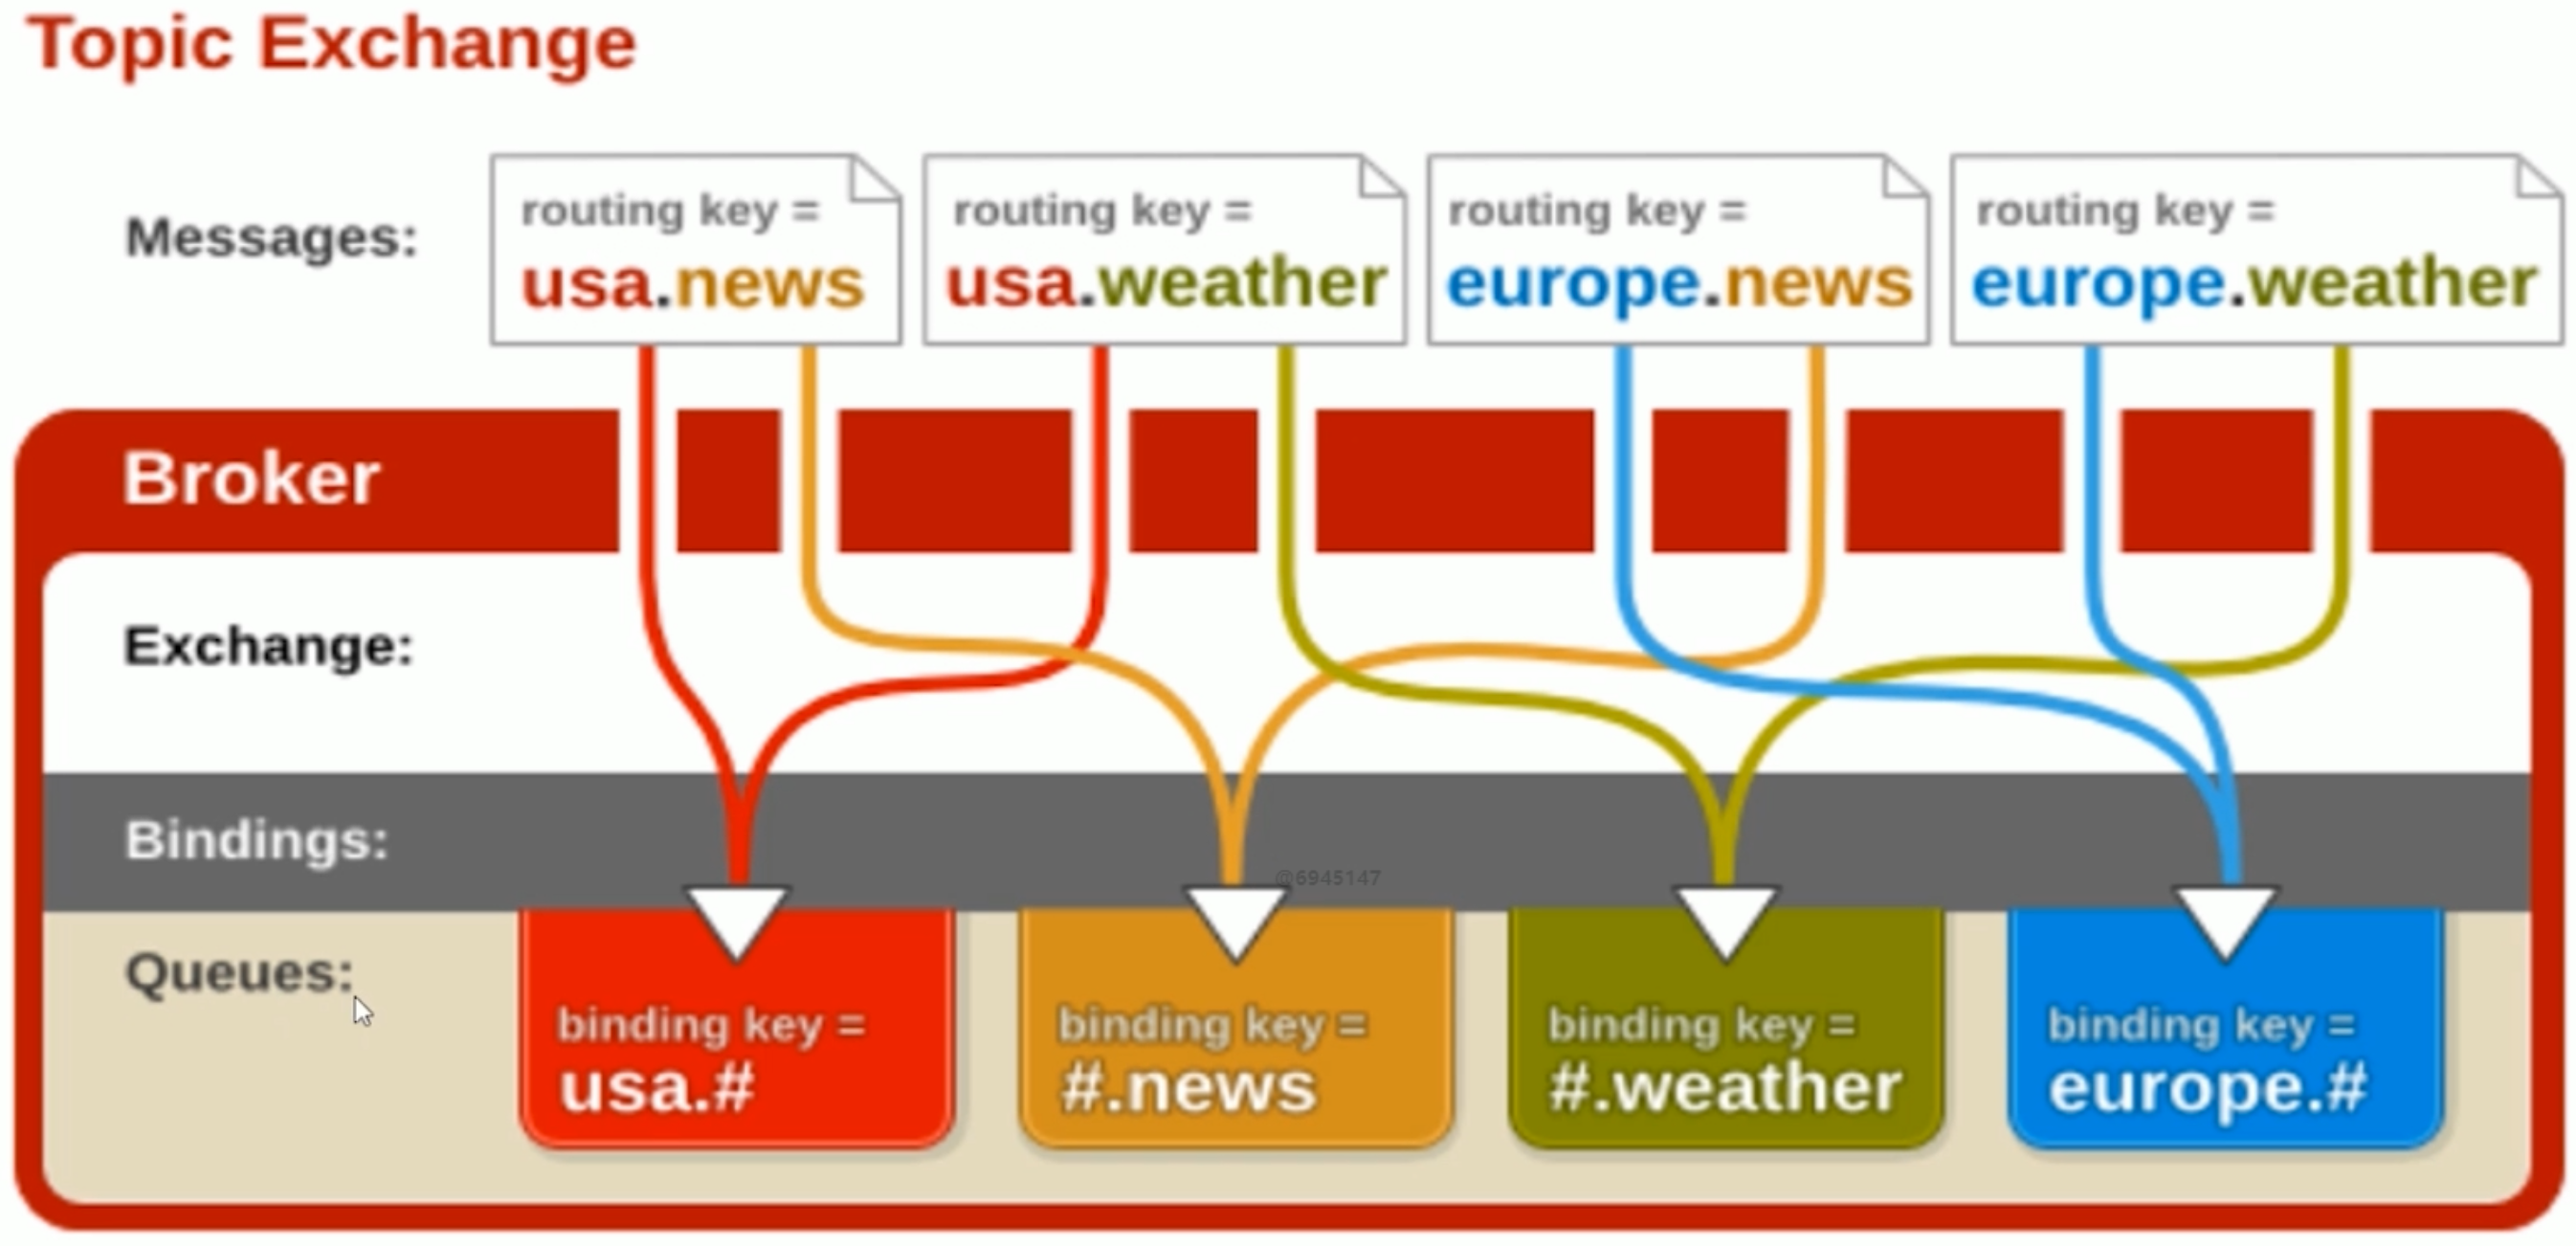 Topic Exchange
Messages:
routing key =
usa.news
routing key =
usa.weather
routing key =
europe.news
routing key =
europe.weather
Broker
Exchange:
Bindings:
@6945147
Queues:
binding key =
usa.#
binding key =
#.news
binding key =
#.weather
binding key =
europe.#